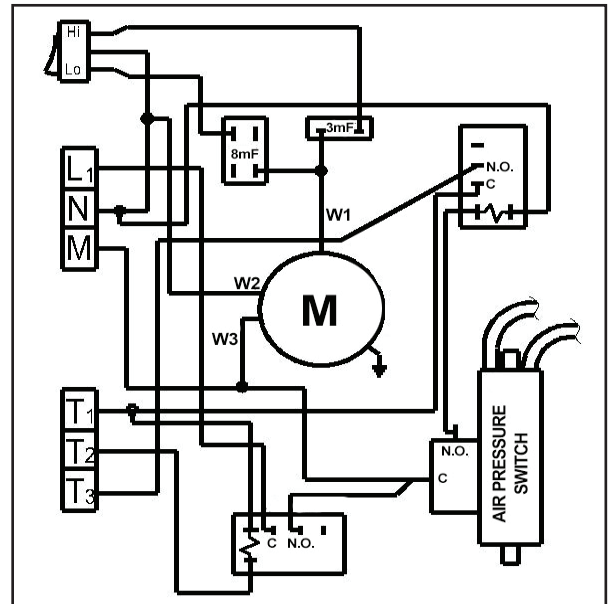 Hi
Lo
3mF
8mF
L1
N
M
N.O.
C
W1
W2
M
W3
T1
T2
T3
N.O.
C
AIR PRESSURE
SWITCH
C N.O.